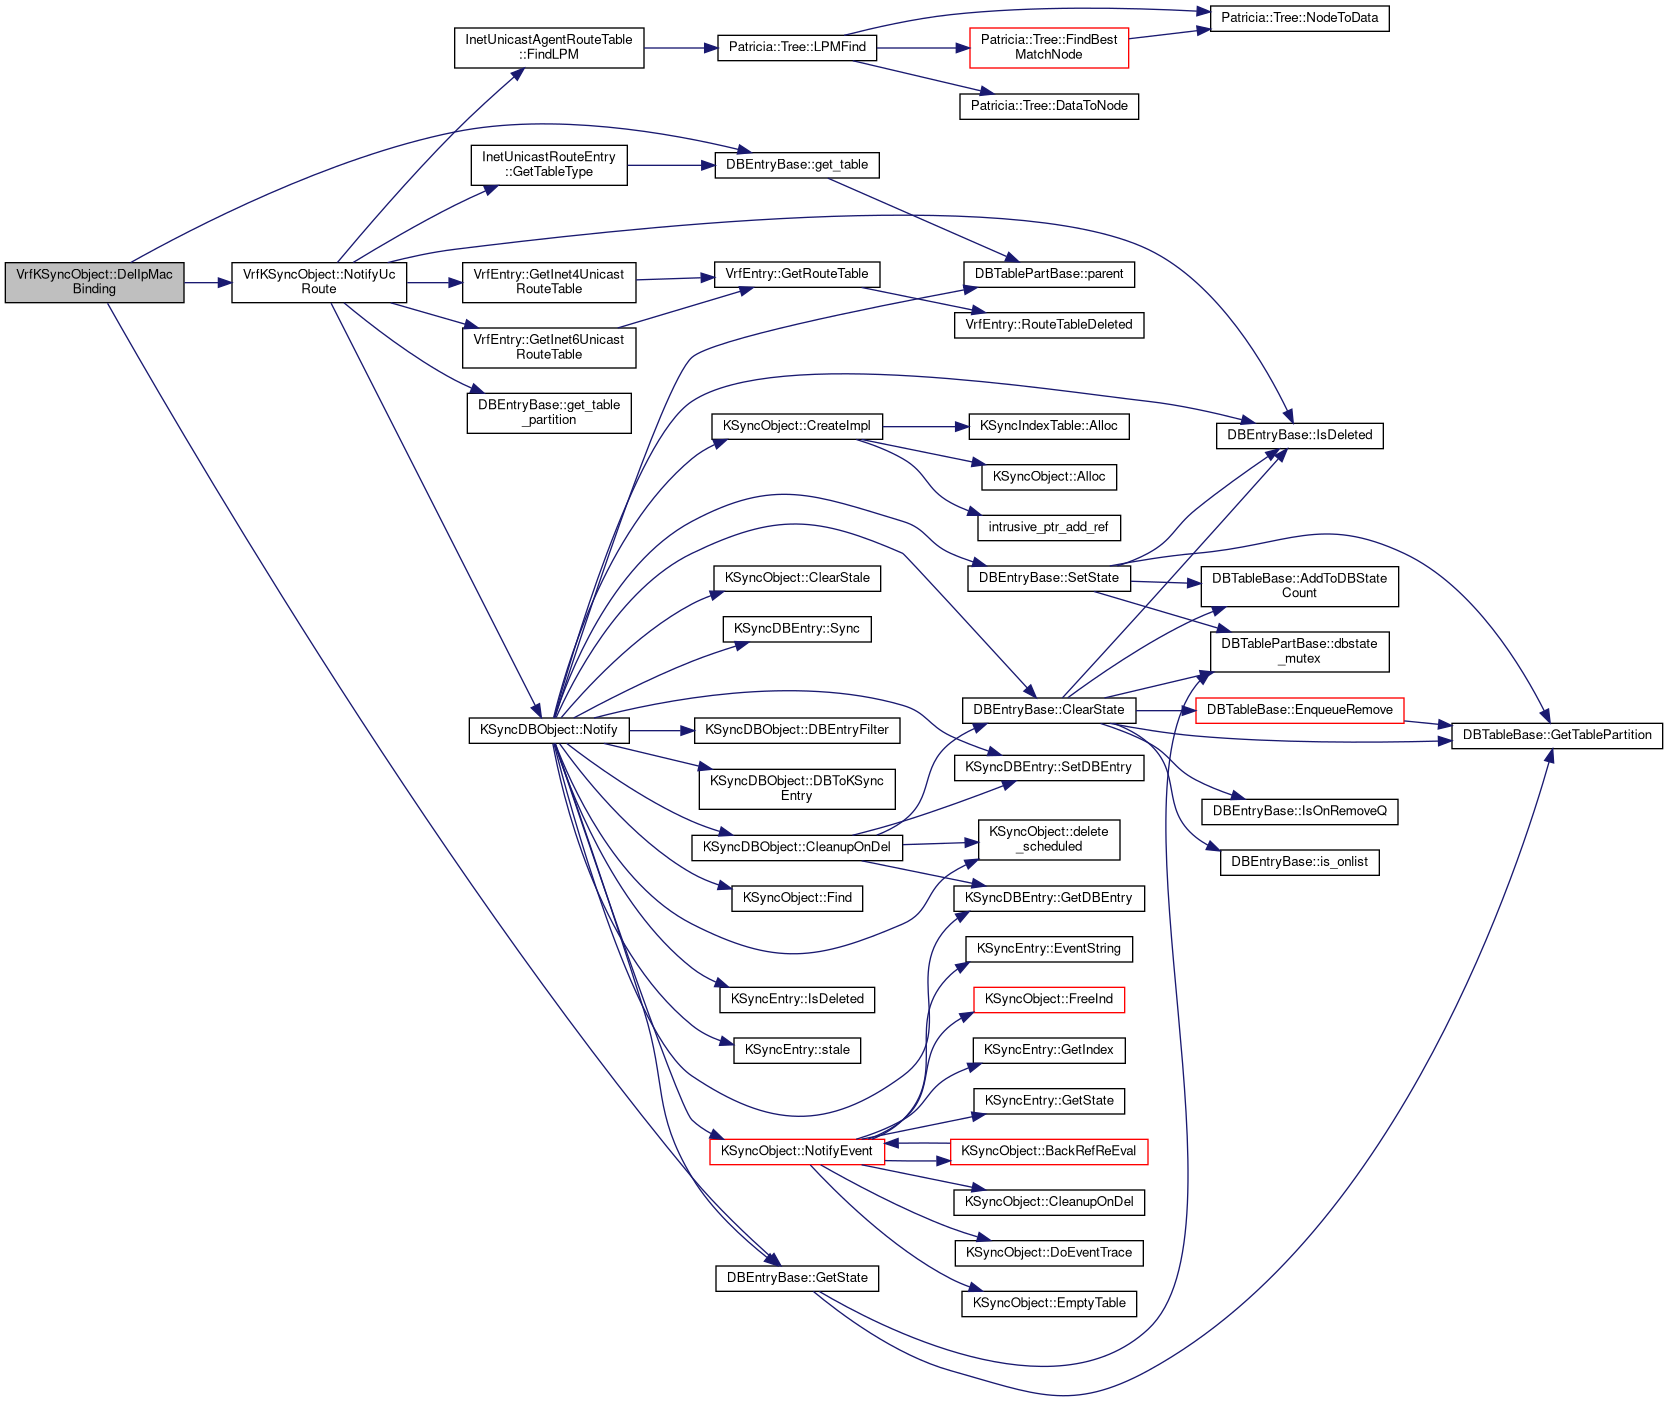 VrfKSyncObject::DelIpMac
Binding
VrfKSyncObject::NotifyUc
Route
InetUnicastAgentRouteTable
::FindLPM
InetUnicastRouteEntry
::GetTableType
VrfEntry::GetInet4Unicast
RouteTable
VrfEntry::GetInet6Unicast
RouteTable
DBEntryBase::get_table
_partition
KSyncDBObject::Notify
Patricia::Tree::LPMFind
DBEntryBase::get_table
VrfEntry::GetRouteTable
KSyncObject::CreateImpl
KSyncObject::ClearStale
KSyncDBEntry::Sync
KSyncDBObject::DBEntryFilter
KSyncDBObject::DBToKSync
Entry
KSyncDBObject::CleanupOnDel
KSyncObject::Find
KSyncEntry::IsDeleted
KSyncEntry::stale
KSyncObject::NotifyEvent
DBEntryBase::GetState
Patricia::Tree::FindBest
MatchNode
Patricia::Tree::DataToNode
DBTablePartBase::parent
VrfEntry::RouteTableDeleted
KSyncIndexTable::Alloc
KSyncObject::Alloc
intrusive_ptr_add_ref
DBEntryBase::SetState
DBEntryBase::ClearState
KSyncDBEntry::SetDBEntry
KSyncObject::delete
_scheduled
KSyncDBEntry::GetDBEntry
KSyncEntry::EventString
KSyncObject::FreeInd
KSyncEntry::GetIndex
KSyncEntry::GetState
KSyncObject::BackRefReEval
KSyncObject::CleanupOnDel
KSyncObject::DoEventTrace
KSyncObject::EmptyTable
Patricia::Tree::NodeToData
DBEntryBase::IsDeleted
DBTableBase::AddToDBState
Count
DBTablePartBase::dbstate
_mutex
DBTableBase::EnqueueRemove
DBEntryBase::IsOnRemoveQ
DBEntryBase::is_onlist
DBTableBase::GetTablePartition